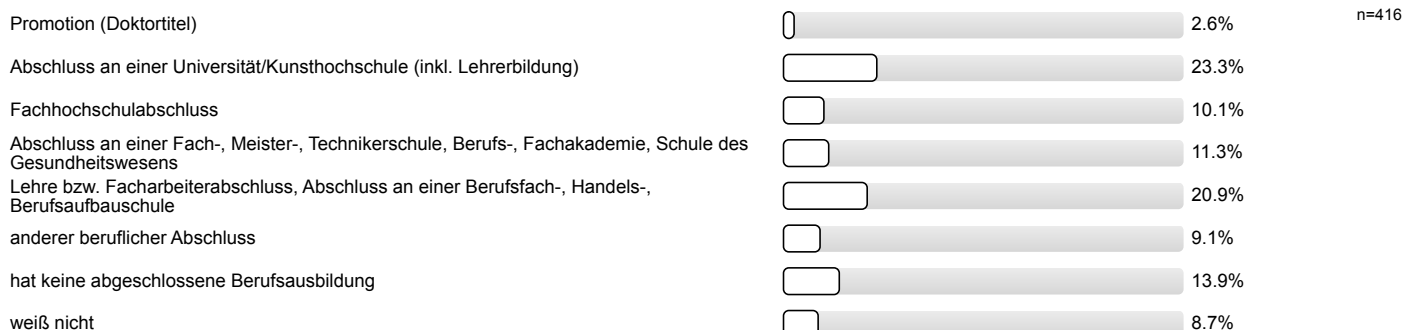 Promotion (Doktortitel) 2.6% n=416
Abschluss an einer Universität/Kunsthochschule (inkl. Lehrerbildung) 23.3%
Fachhochschulabschluss 10.1%
Abschluss an einer Fach-, Meister-, Technikerschule, Berufs-, Fachakademie, Schule des
Gesundheitswesens 11.3%
Lehre bzw. Facharbeiterabschluss, Abschluss an einer Berufsfach-, Handels-,
Berufsaufbauschule 20.9%
anderer beruflicher Abschluss 9.1%
hat keine abgeschlossene Berufsausbildung 13.9%
weiß nicht 8.7%